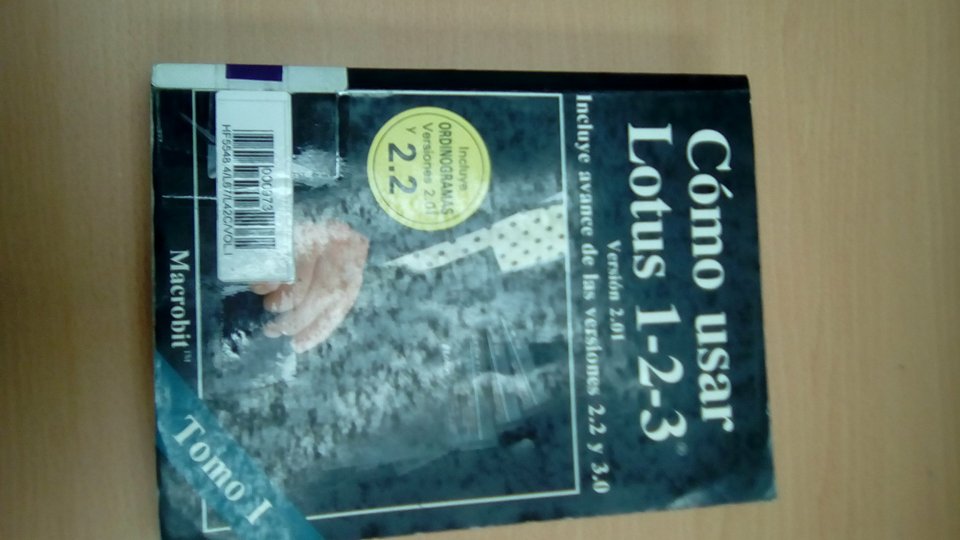 Cómo usar
Lotus 1-2-3®
Versión 2.01
Incluye avance de las versiones 2.2 y 3.0
Incluye
ORDINOGRAMAS
Versiones 2.01
y 2.2
000973
HF5548.4/L67/L42C/VOL.I
Tomo I
Macrobit™